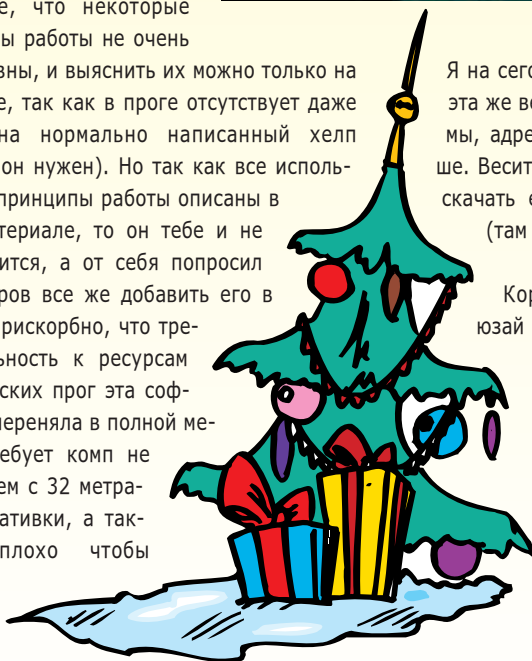 е, что некоторые
ы работы не очень
вны, и выяснить их можно только на
е, так как в проге отсутствует даже
на нормально написанный хелп
он нужен). Но так как все исполь-
принципы работы описаны в
териале, то он тебе и не
ится, а от себя попросил
ров все же добавить его в
рискорбно, что тре-
ьность к ресурсам
ских прог эта соф-
переняла в полной ме-
ебует комп не
ем с 32 метра-
ативки, а так-
плохо чтобы
Я на сего
эта же ве
мы, адре
ше. Весит
скачать е
(там
Кор
юзай